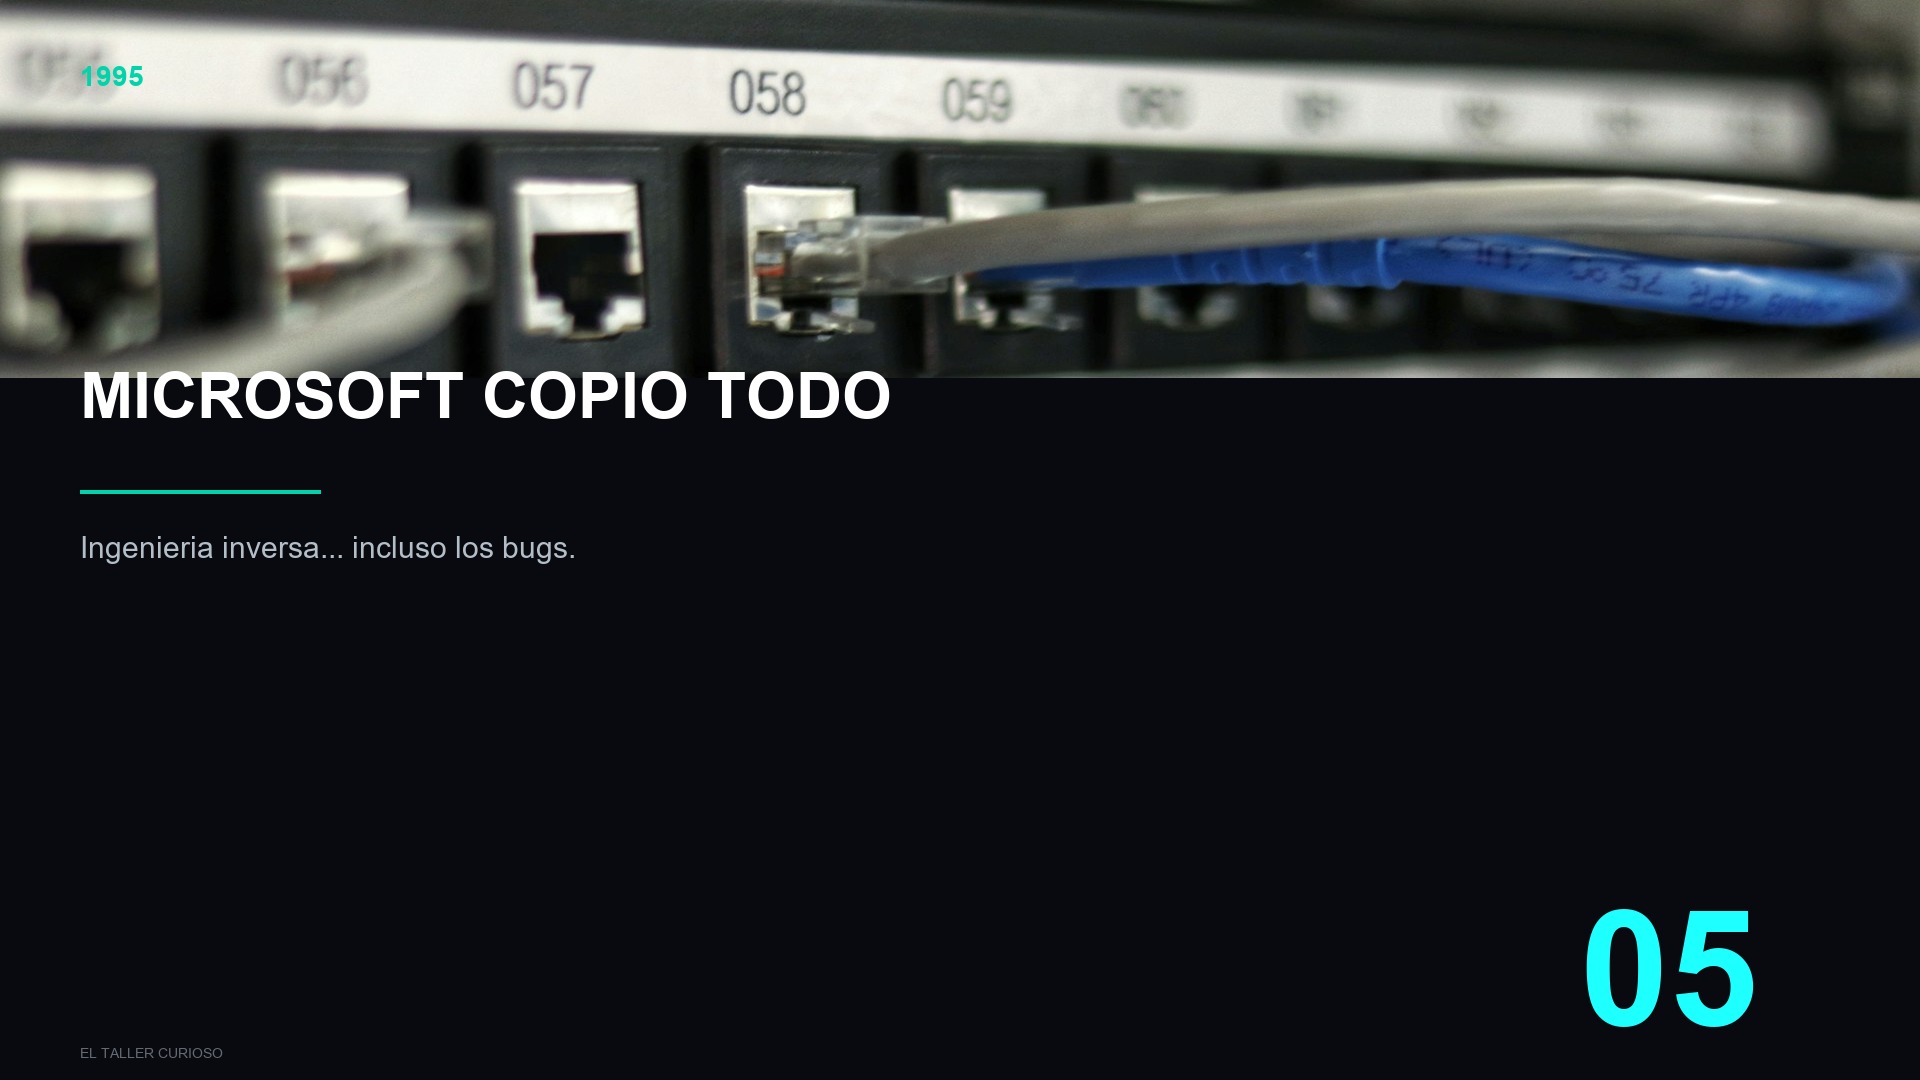 1995
056 057 058 059
MICROSOFT COPIO TODO
Ingenieria inversa... incluso los bugs.
05
EL TALLER CURIOSO